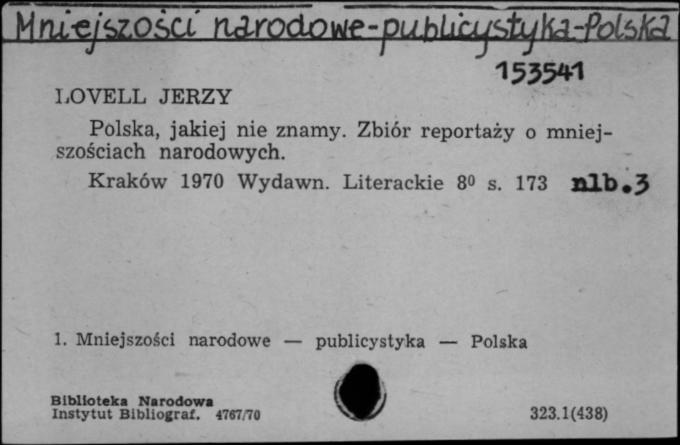 Mniejszości narodowe-publicystyka-Polska
153541
LOVELL JERZY
Polska, jakiej nie znamy. Zbiór reportaży o mniej-
szościach narodowych.
Kraków 1970 Wydawn. Literackie 8⁰ s. 173 nlb.3
1. Mniejszości narodowe — publicystyka — Polska
Biblioteka Narodowa
Instytut Bibliograf. 4767/70
323.1(438)